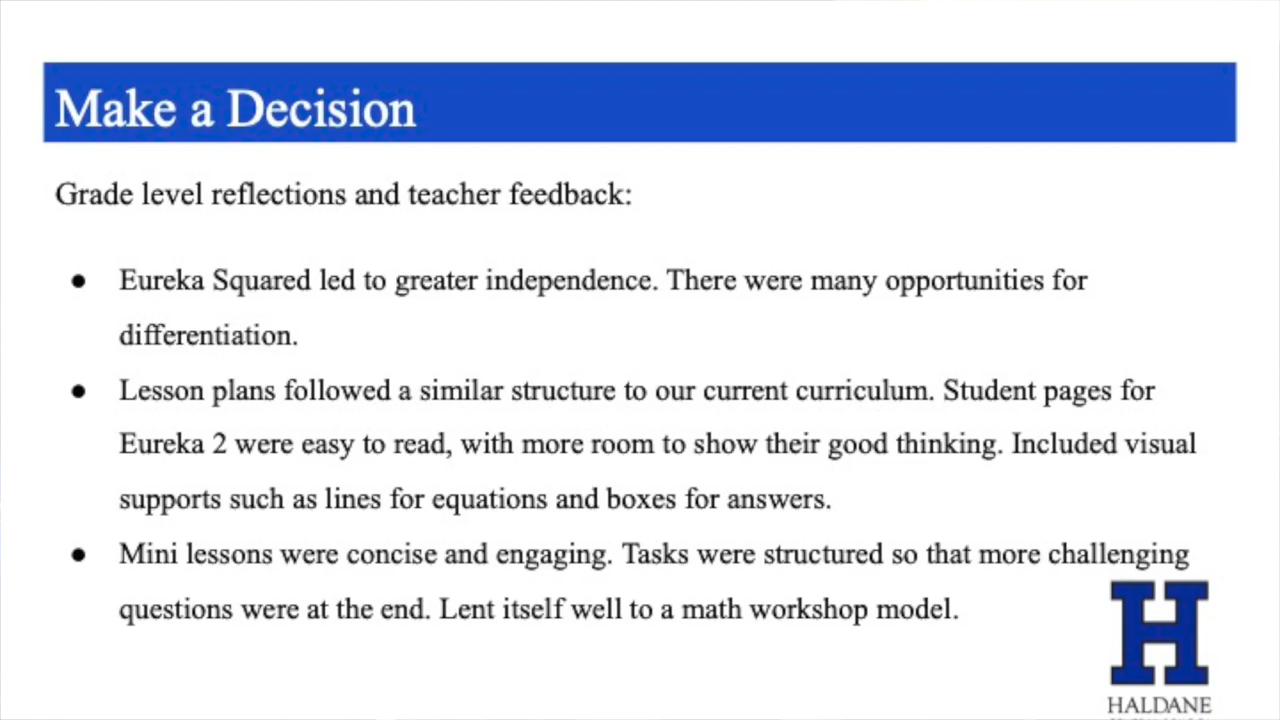 Make a Decision
Grade level reflections and teacher feedback:
● Eureka Squared led to greater independence. There were many opportunities for
differentiation.
● Lesson plans followed a similar structure to our current curriculum. Student pages for
Eureka 2 were easy to read, with more room to show their good thinking. Included visual
supports such as lines for equations and boxes for answers.
● Mini lessons were concise and engaging. Tasks were structured so that more challenging
questions were at the end. Lent itself well to a math workshop model.
H
HALDANE